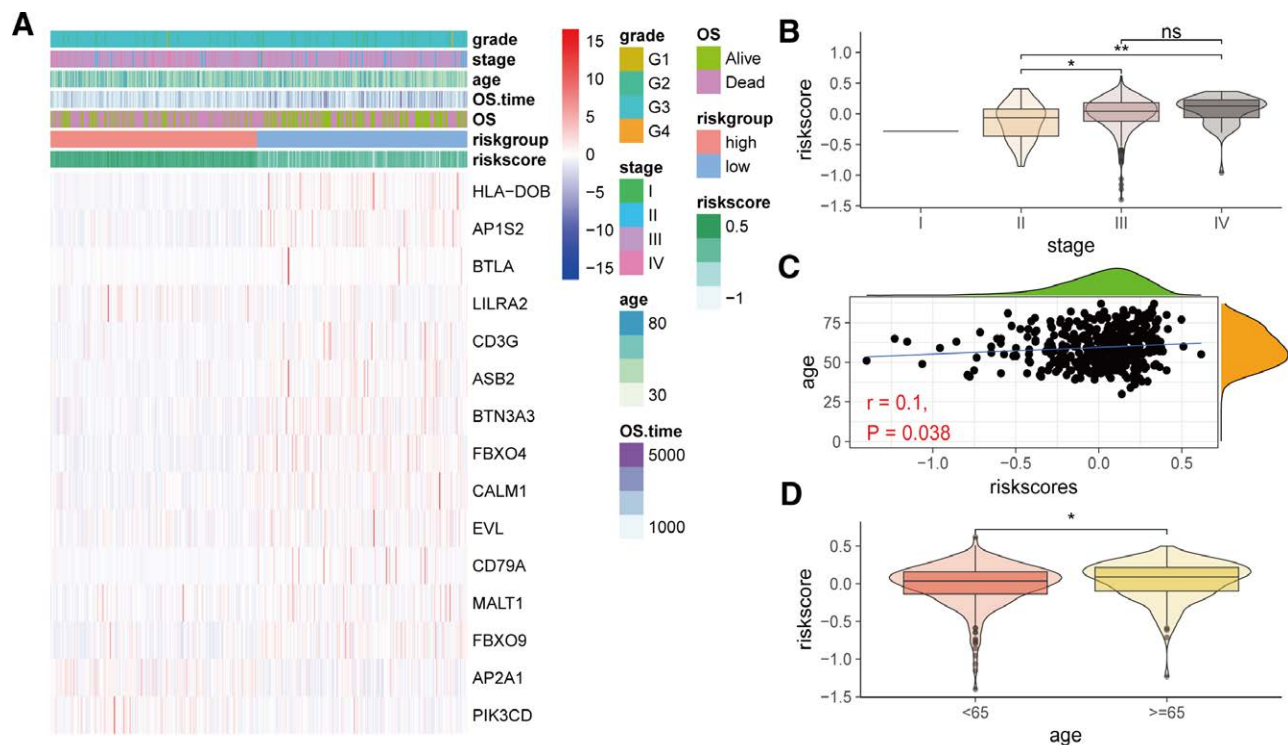 A
grade
stage
age
OS.time
OS
riskgroup
riskscore
HLA−DOB
AP1S2
BTLA
LILRA2
CD3G
ASB2
BTN3A3
FBXO4
CALM1
EVL
CD79A
MALT1
FBXO9
AP2A1
PIK3CD
15
10
5
0
−5
−10
−15
grade
G1
G2
G3
G4
stage
I
II
III
IV
age
80
30
OS.time
5000
1000
OS
Alive
Dead
riskgroup
high
low
riskscore
0.5
−1
B
ns
**
*
riskscore
1.0
0.5
0.0
−0.5
−1.0
−1.5
I II III IV
stage
C
age
75
50
25
0
r = 0.1,
P = 0.038
−1.0 −0.5 0.0 0.5
riskscores
D
*
riskscore
0.5
0.0
−0.5
−1.0
−1.5
<65 >=65
age